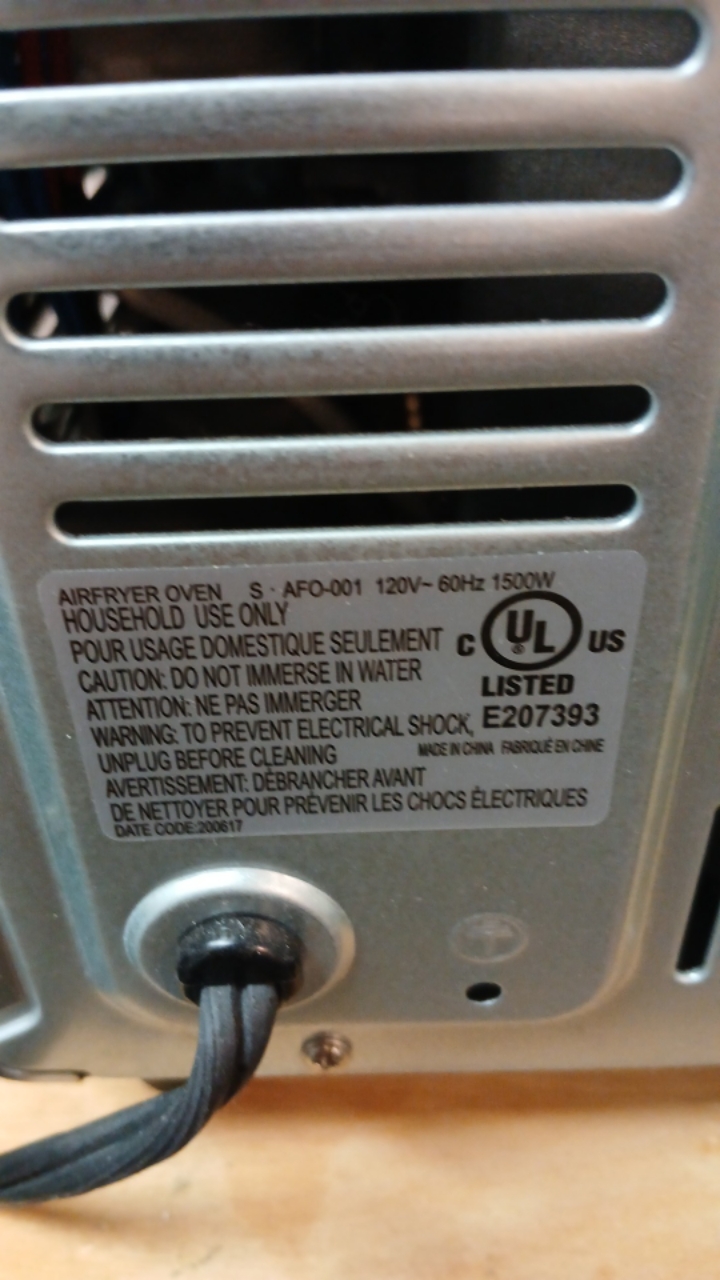 AIRFRYER OVEN S · AFO-001 120V~ 60Hz 1500W
HOUSEHOLD USE ONLY
POUR USAGE DOMESTIQUE SEULEMENT
CAUTION: DO NOT IMMERSE IN WATER
ATTENTION: NE PAS IMMERGER
WARNING: TO PREVENT ELECTRICAL SHOCK,
UNPLUG BEFORE CLEANING
AVERTISSEMENT: DÉBRANCHER AVANT
DE NETTOYER POUR PRÉVENIR LES CHOCS ÉLECTRIQUES
DATE CODE:200617
C UL ® US
LISTED
E207393
MADE IN CHINA FABRIQUÉ EN CHINE